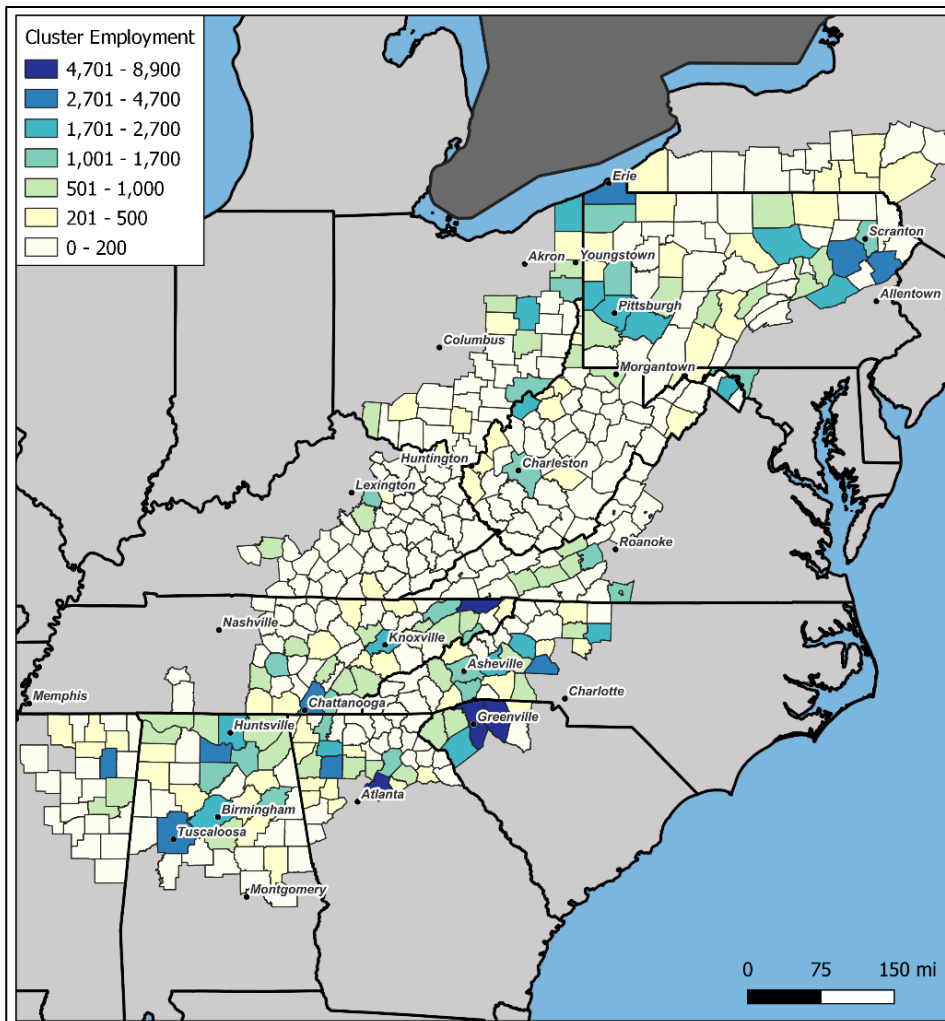 Cluster Employment
4,701 - 8,900
2,701 - 4,700
1,701 - 2,700
1,001 - 1,700
501 - 1,000
201 - 500
0 - 200
Erie
Scranton
Akron
Youngstown
Allentown
Pittsburgh
Columbus
Morgantown
Huntington
Charleston
Lexington
Roanoke
Nashville
Knoxville
Asheville
Memphis
Chattanooga
Charlotte
Huntsville
Greenville
Atlanta
Birmingham
Tuscaloosa
Montgomery
0 75 150 mi